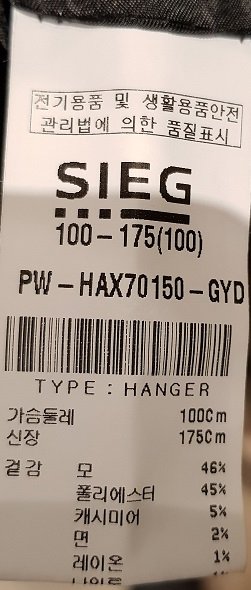 전기용품 및 생활용품안전
관리법에 의한 품질표시
SIEG
100-175(100)
PW-HAX70150-GYD
TYPE : HANGER
가슴둘레 100Cm
신장 175Cm
겉감 모 46%
폴리에스터 45%
캐시미어 5%
면 2%
레이온 1%